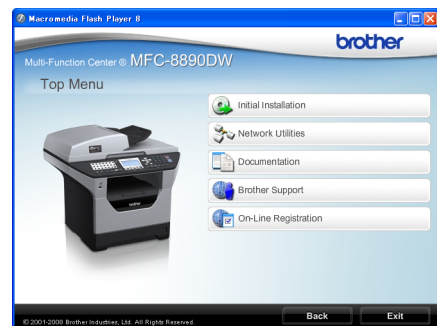 Macromedia Flash Player 8
brother
Multi-Function Center ® MFC-8890DW
Top Menu
Initial Installation
Network Utilities
Documentation
Brother Support
On-Line Registration
Back
Exit
© 2001-2008 Brother Industries, Ltd. All Rights Reserved.